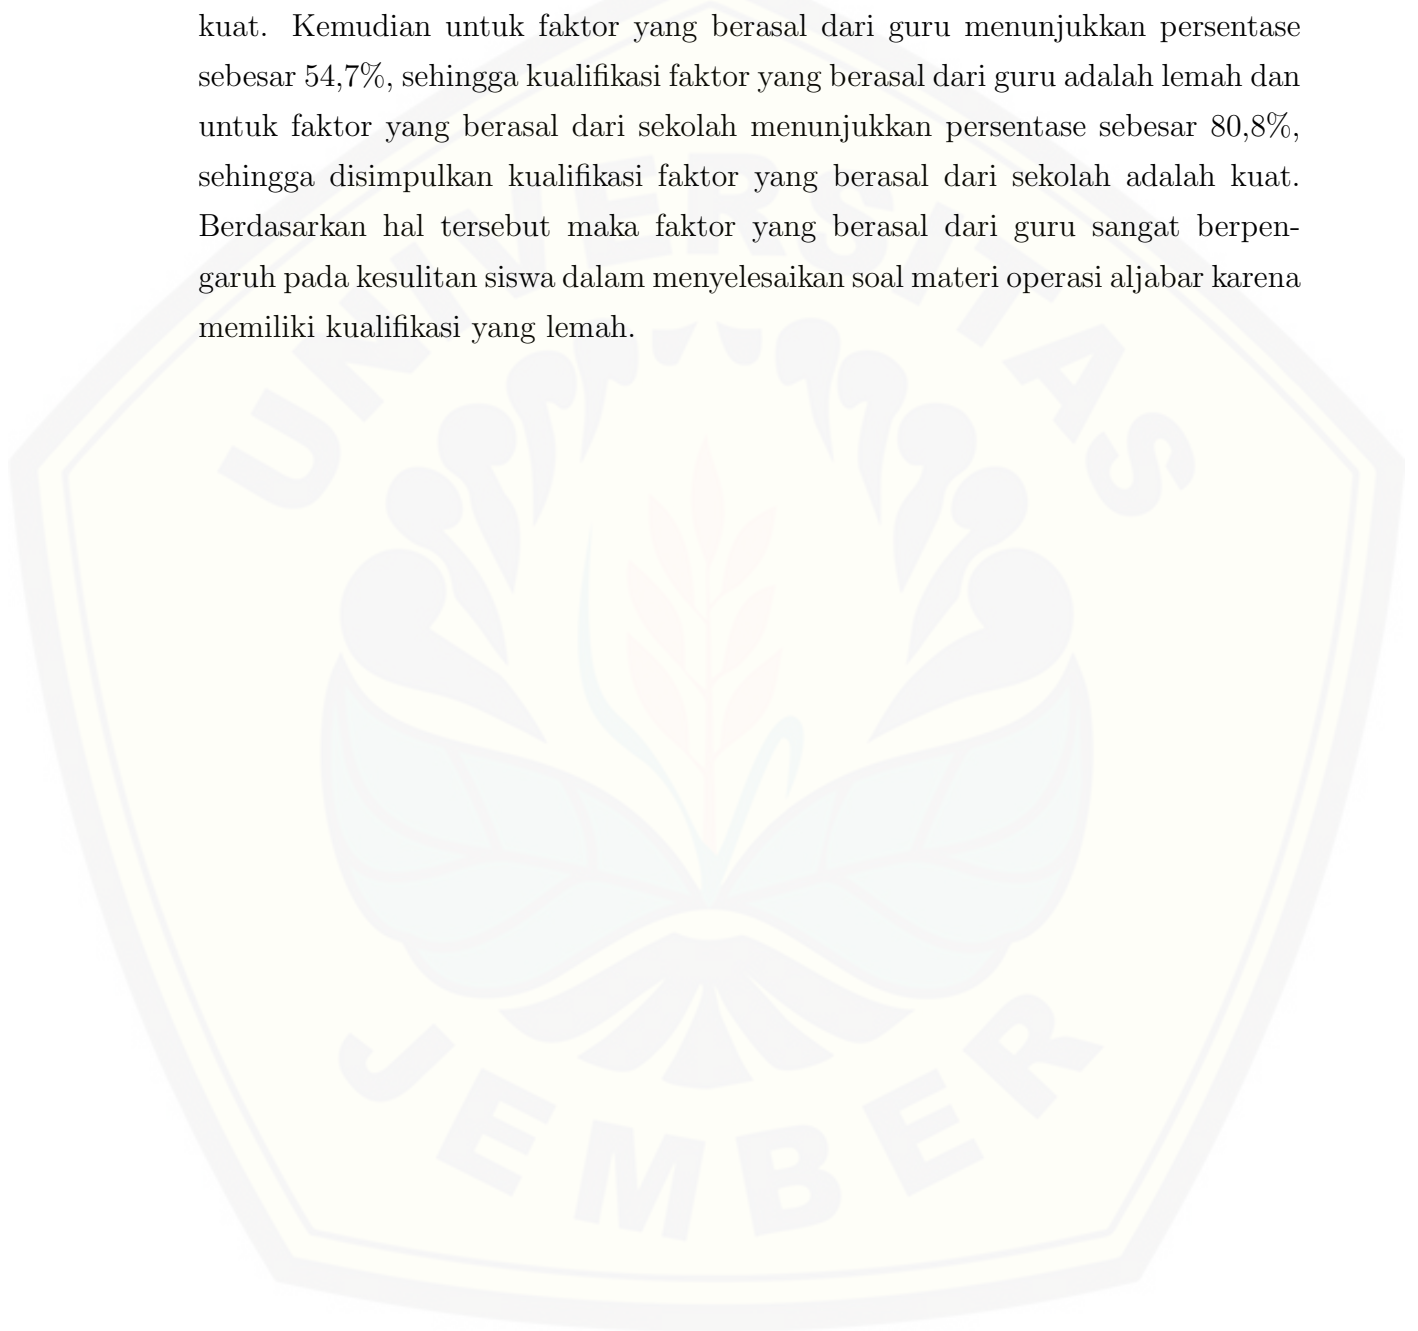 kuat. Kemudian untuk faktor yang berasal dari guru menunjukkan persentase
sebesar 54,7%, sehingga kualifikasi faktor yang berasal dari guru adalah lemah dan
untuk faktor yang berasal dari sekolah menunjukkan persentase sebesar 80,8%,
sehingga disimpulkan kualifikasi faktor yang berasal dari sekolah adalah kuat.
Berdasarkan hal tersebut maka faktor yang berasal dari guru sangat berpen-
garuh pada kesulitan siswa dalam menyelesaikan soal materi operasi aljabar karena
memiliki kualifikasi yang lemah.
UNIVERSITAS
JEMBER